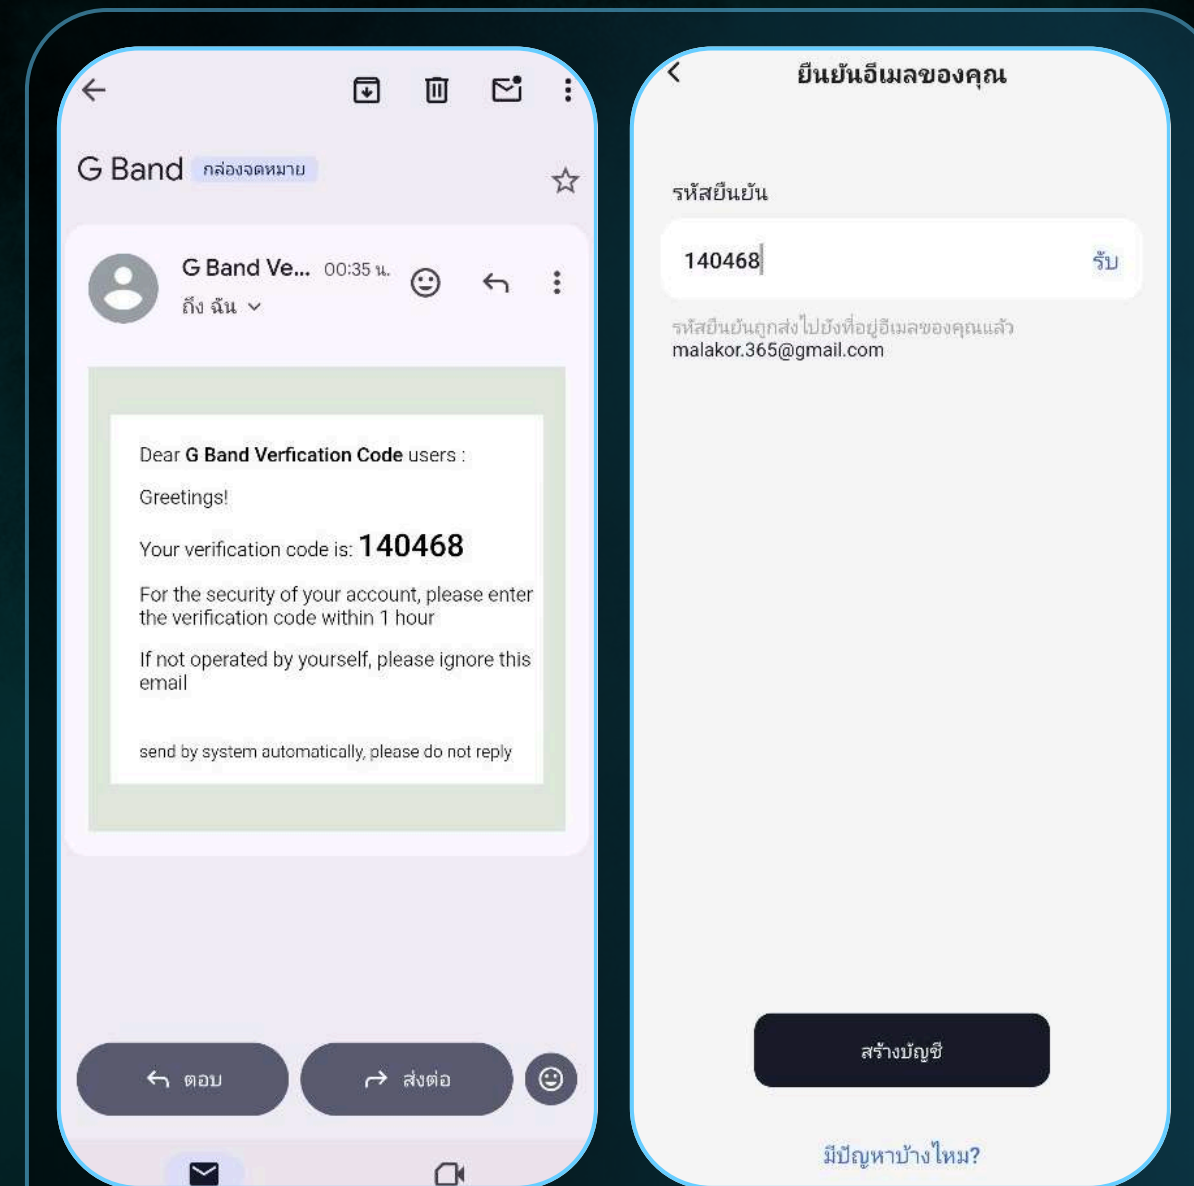 G Band กล่องจดหมาย
G Band Ve... 00:35 น.
ถึง ฉัน
Dear G Band Verfication Code users :
Greetings!
Your verification code is: 140468
For the security of your account, please enter
the verification code within 1 hour
If not operated by yourself, please ignore this
email
send by system automatically, please do not reply
ตอบ
ส่งต่อ
ยืนยันอีเมลของคุณ
รหัสยืนยัน
140468 รับ
รหัสยืนยันถูกส่งไปยังที่อยู่อีเมลของคุณแล้ว
malakor.365@gmail.com
สร้างบัญชี
มีปัญหาบ้างไหม?